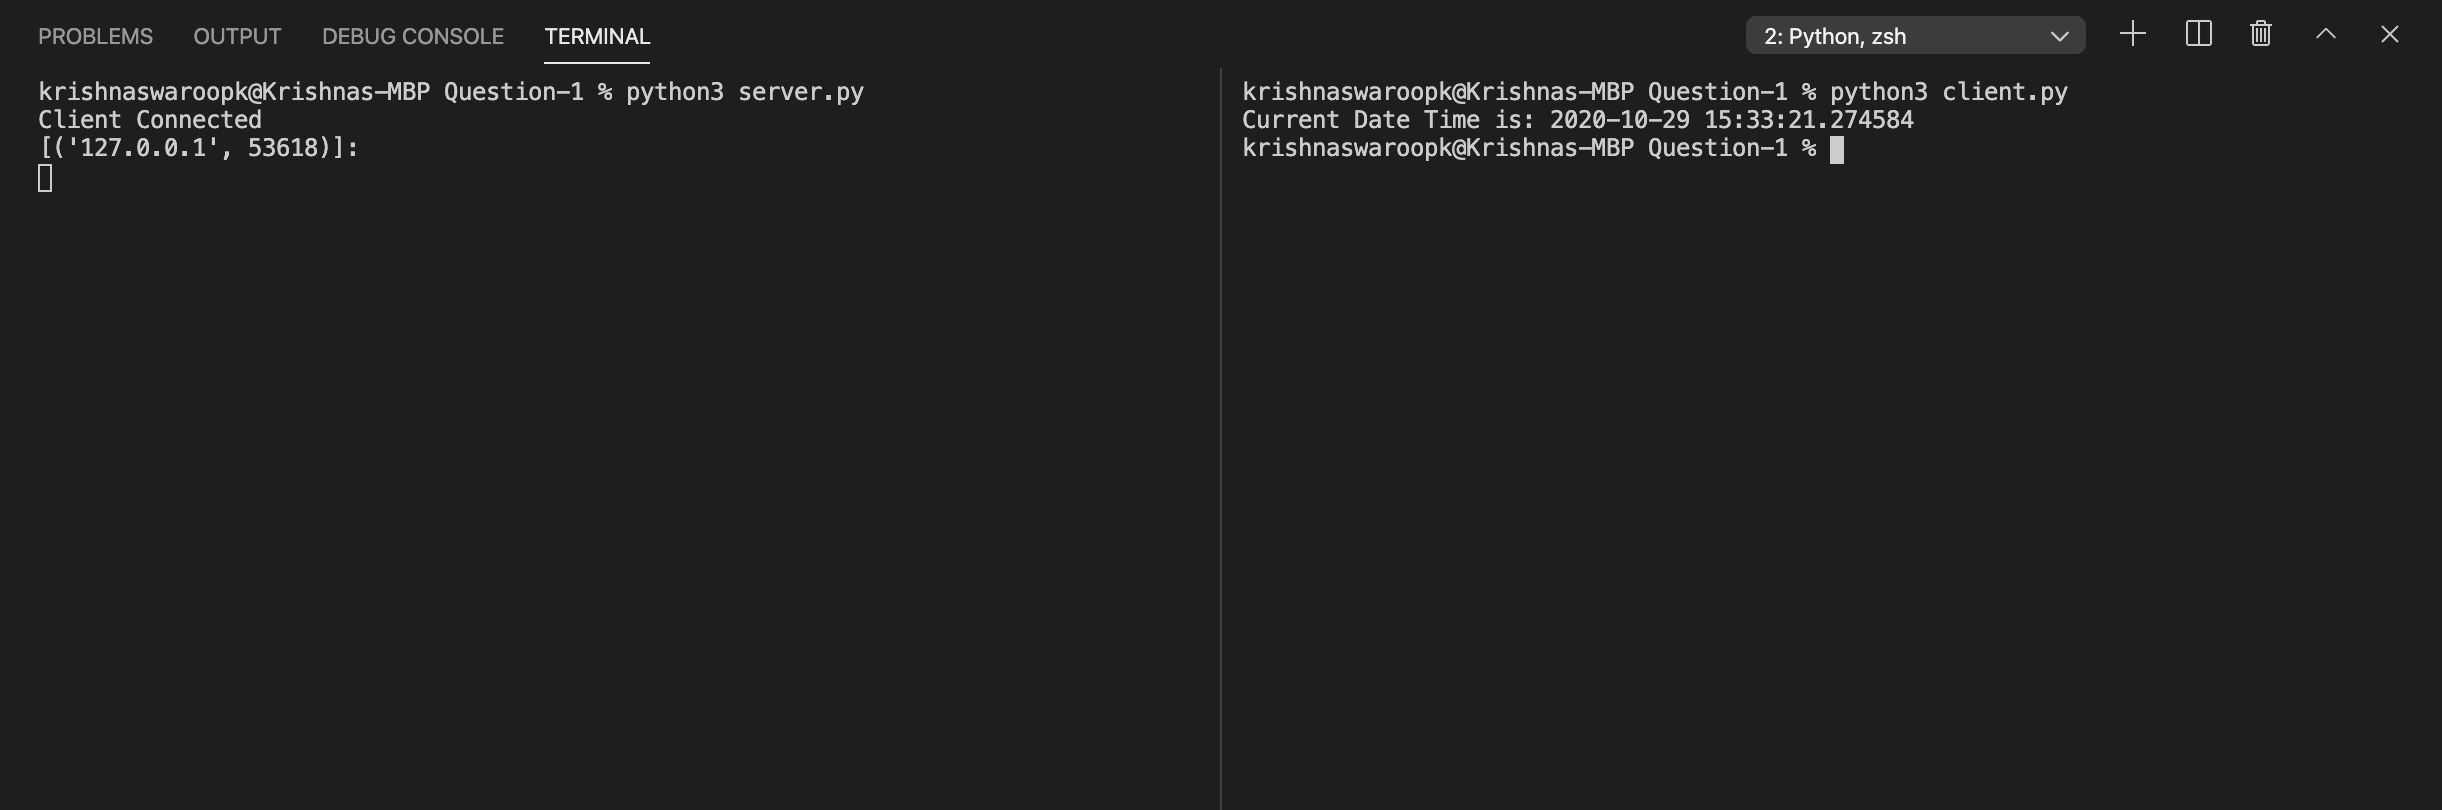 PROBLEMS OUTPUT DEBUG CONSOLE TERMINAL 2: Python, zsh
krishnaswaroopk@Krishnas-MBP Question-1 % python3 server.py
Client Connected
[('127.0.0.1', 53618)]:
krishnaswaroopk@Krishnas-MBP Question-1 % python3 client.py
Current Date Time is: 2020-10-29 15:33:21.274584
krishnaswaroopk@Krishnas-MBP Question-1 %